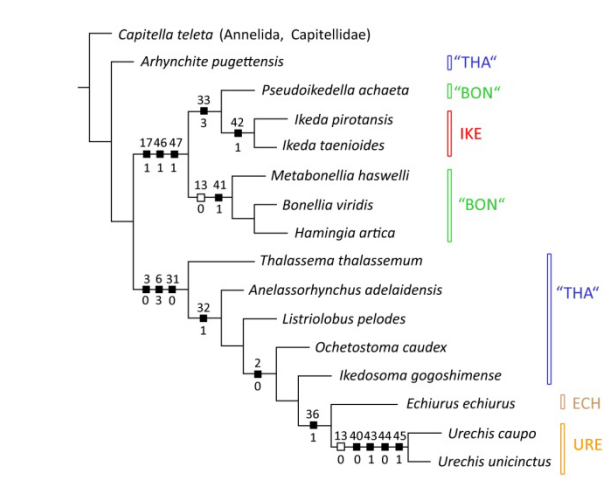 Capitella teleta (Annelida, Capitellidae)
Arhynchite pugettensis
"THA"
33
Pseudoikedella achaeta
"BON"
3
42
Ikeda pirotansis
IKE
17 46 47
1
Ikeda taenioides
1 1 1
13 41
Metabonellia haswelli
0 1
Bonellia viridis
"BON"
Hamingia artica
3 6 31
Thalassema thalassemum
0 3 0
32
Anelassorhynchus adelaidensis
"THA"
1
Listriolobus pelodes
2
Ochetostoma caudex
0
Ikedosoma gogoshimense
36
Echiurus echiurus
ECH
1
13 40 43 44 45
Urechis caupo
URE
0 0 1 0 1
Urechis unicinctus